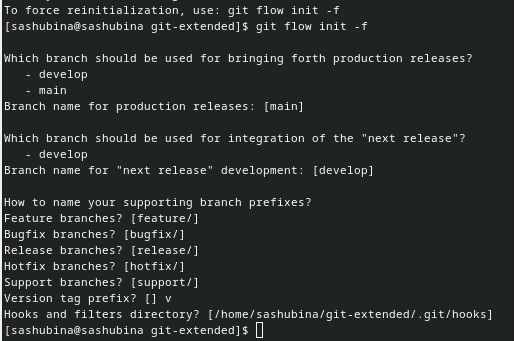 To force reinitialization, use: git flow init -f
[sashubina@sashubina git-extended]$ git flow init -f
Which branch should be used for bringing forth production releases?
- develop
- main
Branch name for production releases: [main]
Which branch should be used for integration of the "next release"?
- develop
Branch name for "next release" development: [develop]
How to name your supporting branch prefixes?
Feature branches? [feature/]
Bugfix branches? [bugfix/]
Release branches? [release/]
Hotfix branches? [hotfix/]
Support branches? [support/]
Version tag prefix? [] v
Hooks and filters directory? [/home/sashubina/git-extended/.git/hooks]
[sashubina@sashubina git-extended]$